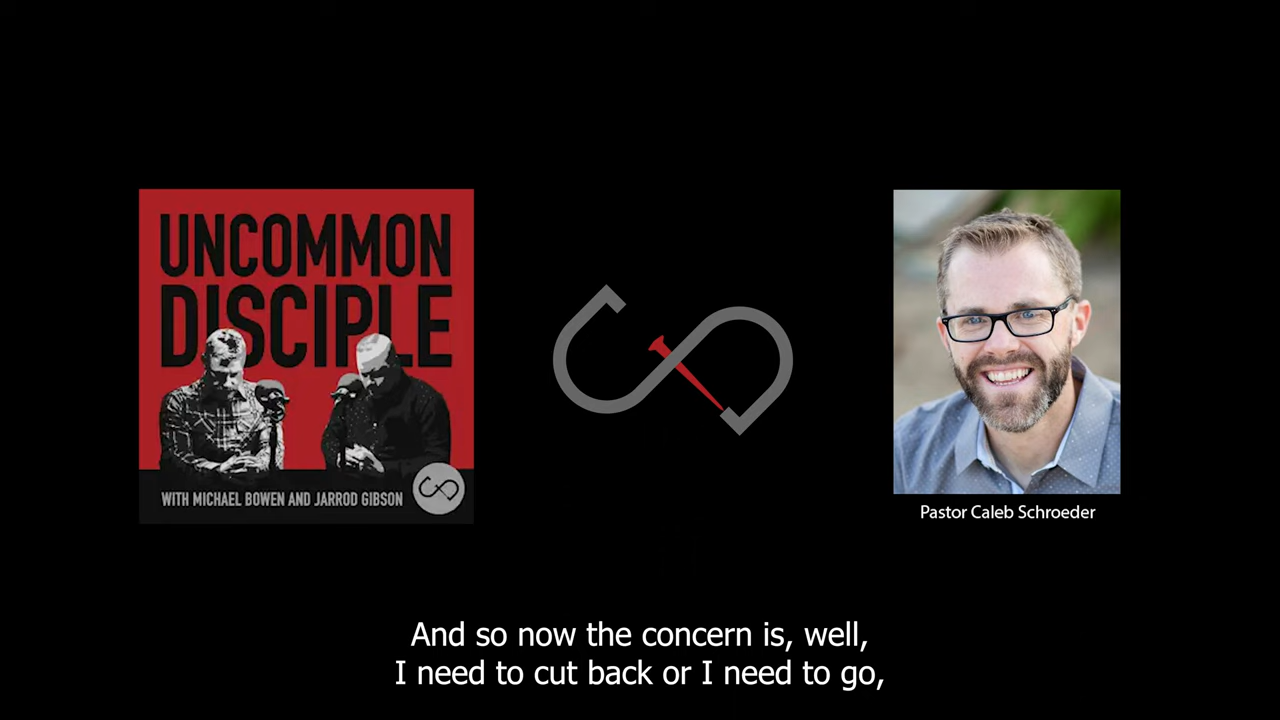 UNCOMMON
DISCIPLE
WITH MICHAEL BOWEN AND JARROD GIBSON
Pastor Caleb Schroeder
And so now the concern is, well,
I need to cut back or I need to go,